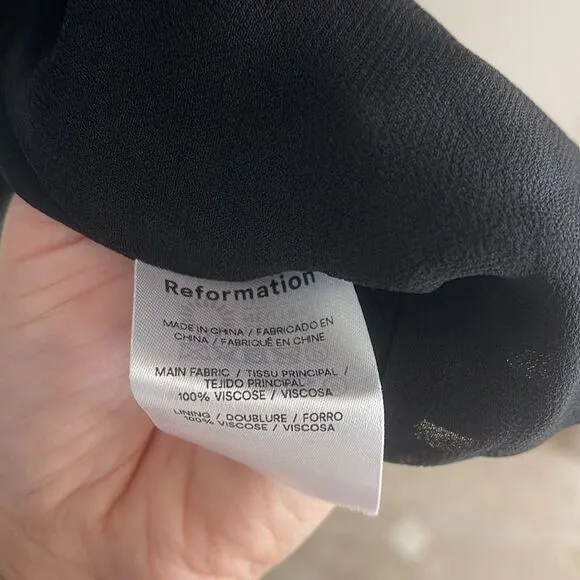 Reformation
MADE IN CHINA / FABRICADO EN
CHINA / FABRIQUÉ EN CHINE
MAIN FABRIC / TISSU PRINCIPAL /
TEJIDO PRINCIPAL
100% VISCOSE / VISCOSA
LINING / DOUBLURE / FORRO
100% VISCOSE / VISCOSA